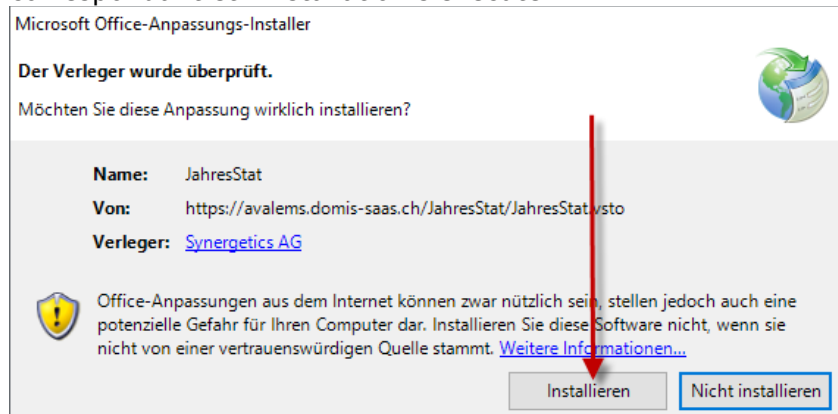 Microsoft Office-Anpassungs-Installer
Der Verleger wurde überprüft.
Möchten Sie diese Anpassung wirklich installieren?
Name: JahresStat
Von: https://avalems.domis-saas.ch/JahresStat/JahresStat.vsto
Verleger: Synergetics AG
Office-Anpassungen aus dem Internet können zwar nützlich sein, stellen jedoch auch eine
potenzielle Gefahr für Ihren Computer dar. Installieren Sie diese Software nicht, wenn sie
nicht von einer vertrauenswürdigen Quelle stammt. Weitere Informationen...
Installieren Nicht installieren